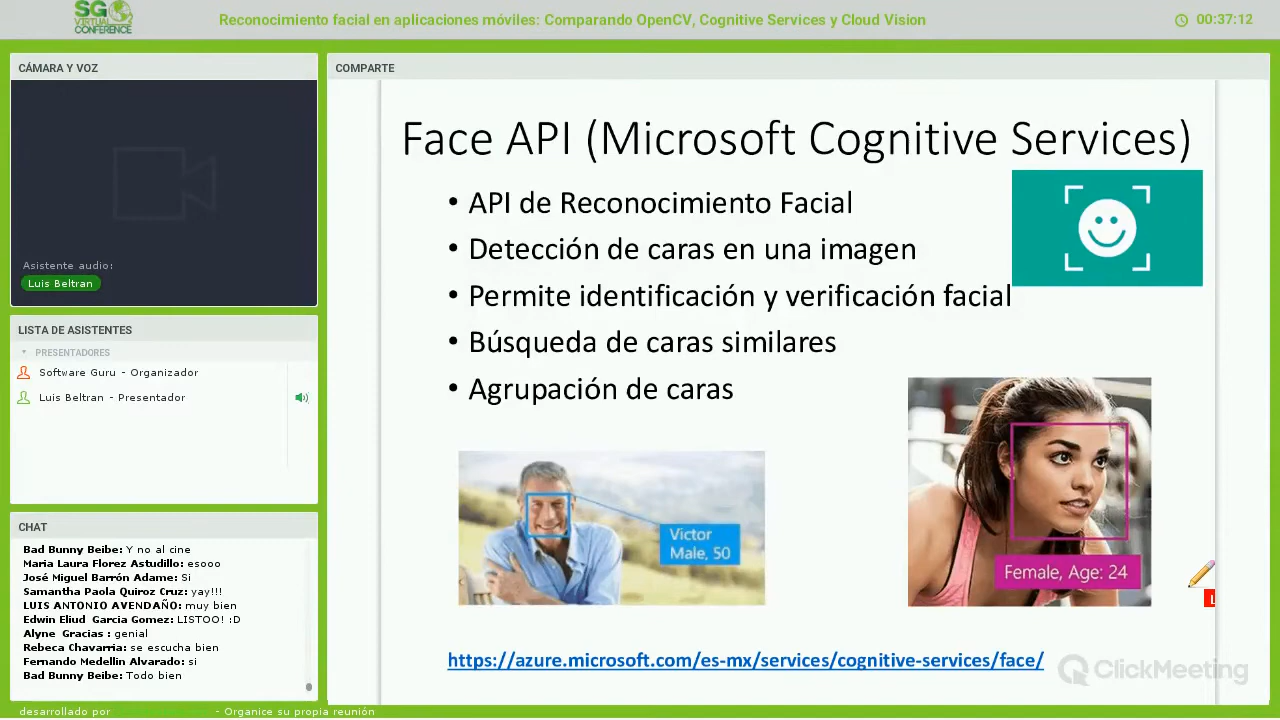 SG
VIRTUAL
CONFERENCE
Reconocimiento facial en aplicaciones móviles: Comparando OpenCV, Cognitive Services y Cloud Vision
00:37:12
CÁMARA Y VOZ
Asistente audio:
Luis Beltran
LISTA DE ASISTENTES
PRESENTADORES
Software Guru - Organizador
Luis Beltran - Presentador
CHAT
Bad Bunny Beibe: Y no al cine
Maria Laura Florez Astudillo: esooo
José Miguel Barrón Adame: Si
Samantha Paola Quiroz Cruz: yay!!!
LUIS ANTONIO AVENDAÑO: muy bien
Edwin Eliud Garcia Gomez: LISTOO! :D
Alyne Gracias : genial
Rebeca Chavarria: se escucha bien
Fernando Medellin Alvarado: si
Bad Bunny Beibe: Todo bien
COMPARTE
Face API (Microsoft Cognitive Services)
• API de Reconocimiento Facial
• Detección de caras en una imagen
• Permite identificación y verificación facial
• Búsqueda de caras similares
• Agrupación de caras
Victor
Male, 50
Female, Age: 24
L
https://azure.microsoft.com/es-mx/services/cognitive-services/face/
ClickMeeting
desarrollado por - Organice su propia reunión